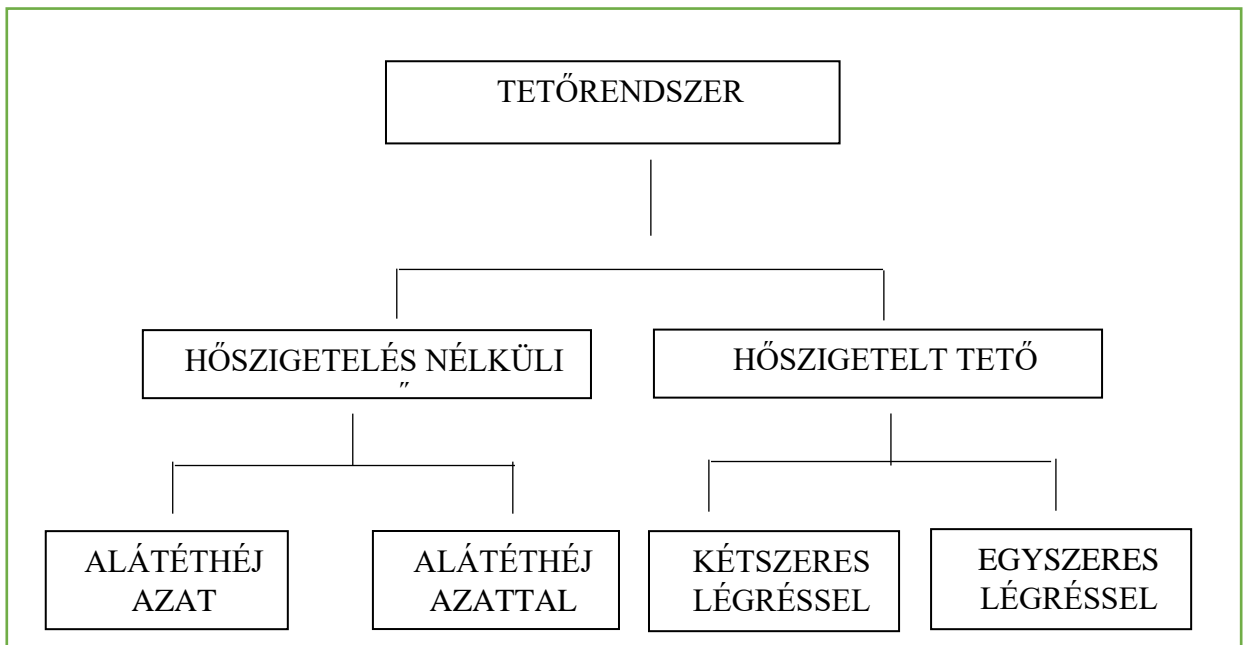 TETŐRENDSZER
HŐSZIGETELÉS NÉLKÜLI
HŐSZIGETELT TETŐ
ALÁTÉTHÉJ
AZAT
ALÁTÉTHÉJ
AZATTAL
KÉTSZERES
LÉGRÉSSEL
EGYSZERES
LÉGRÉSSEL